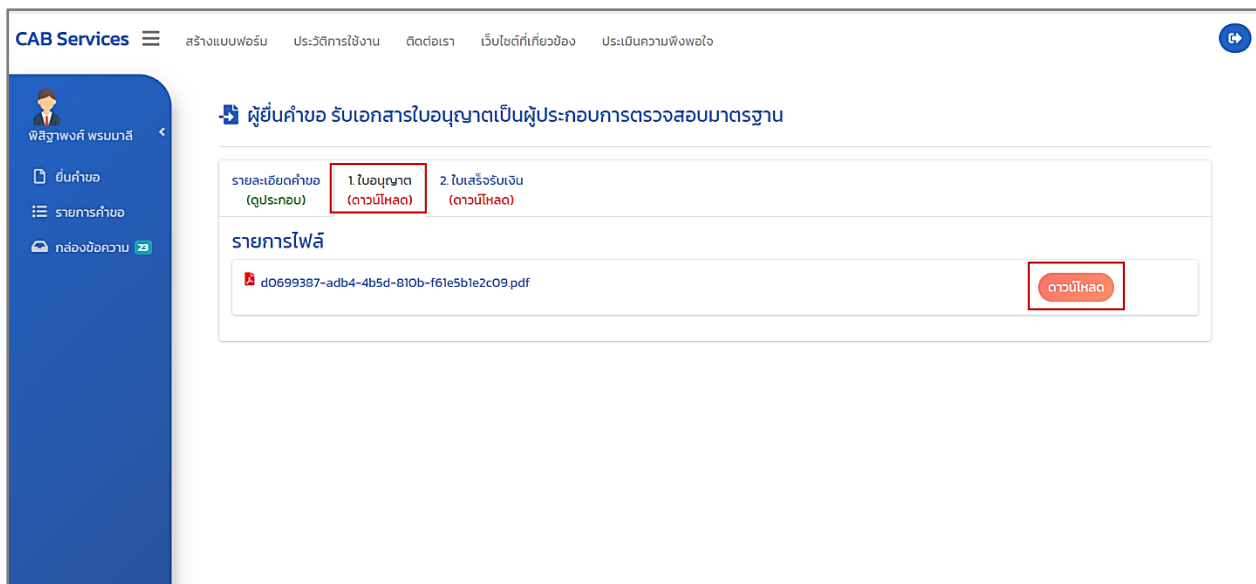 CAB Services สร้างแบบฟอร์ม ประวัติการใช้งาน ติดต่อเรา เว็บไซต์ที่เกี่ยวข้อง ประเมินความพึงพอใจ
พิสิฐาพงศ์ พรมมาลี
ยื่นคำขอ
รายการคำขอ
กล่องข้อความ 23
ผู้ยื่นคำขอ รับเอกสารใบอนุญาตเป็นผู้ประกอบการตรวจสอบมาตรฐาน
รายละเอียดคำขอ 1. ใบอนุญาต 2. ใบเสร็จรับเงิน
(ดูประกอบ) (ดาวน์โหลด) (ดาวน์โหลด)
รายการไฟล์
d0699387-adb4-4b5d-810b-f61e5b1e2c09.pdf ดาวน์โหลด